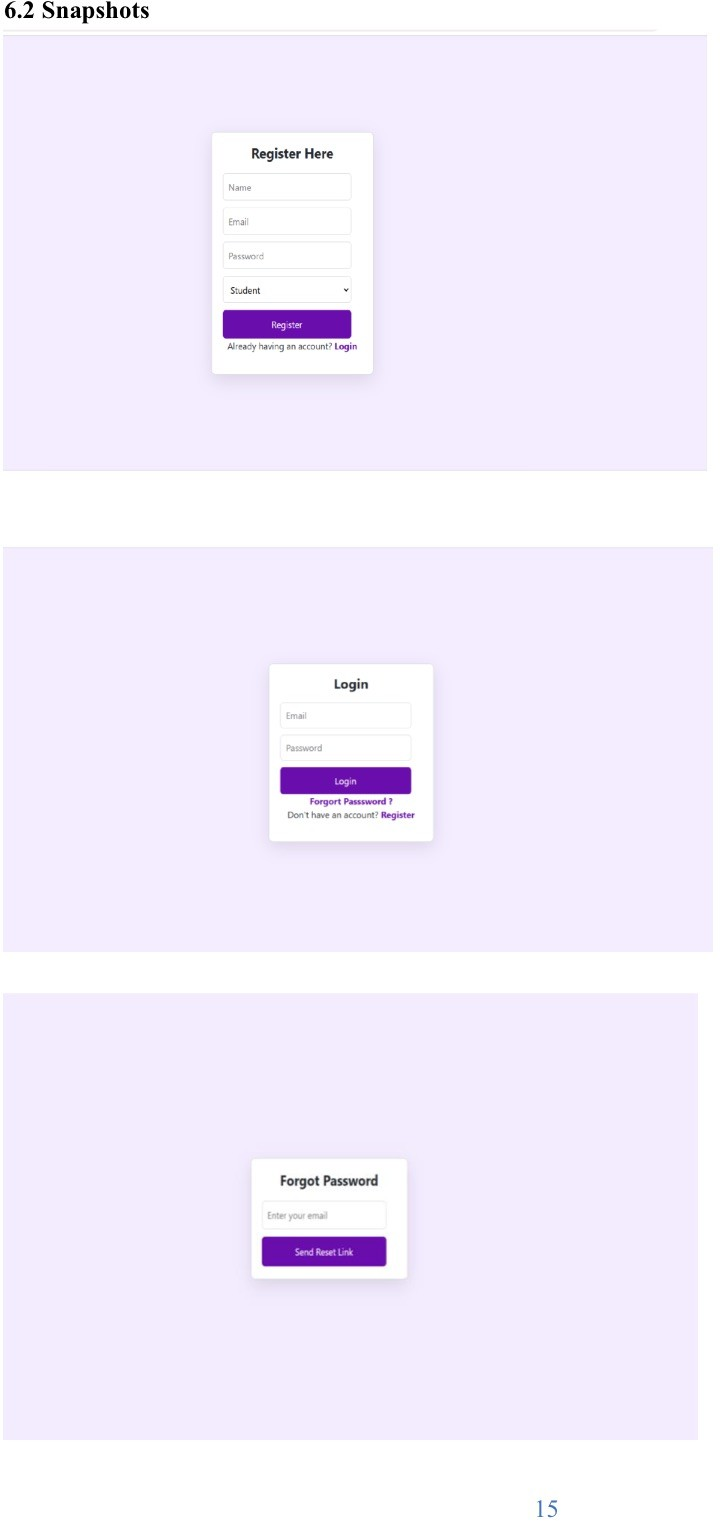 6.2 Snapshots
Register Here
Name
Email
Password
Student
Register
Already having an account? Login
Login
Email
Password
Login
Forgort Passsword ?
Don't have an account? Register
Forgot Password
Enter your email
Send Reset Link
15